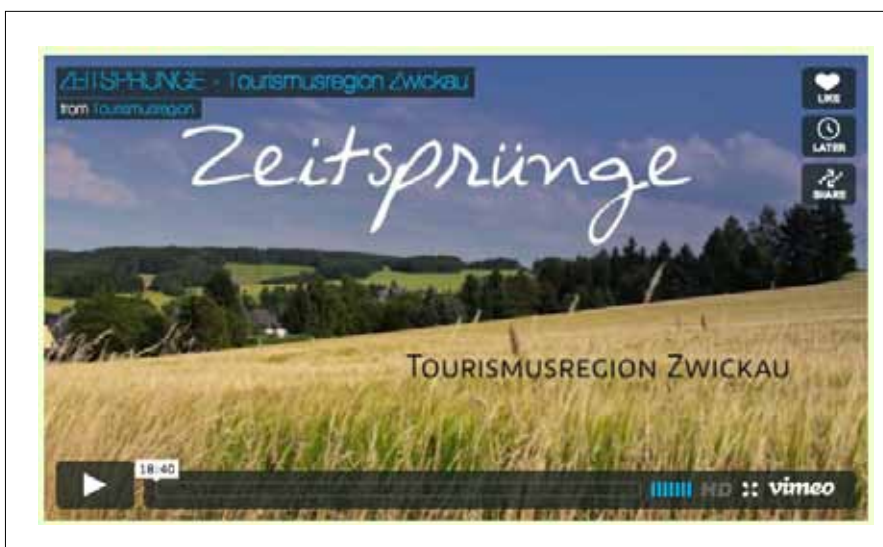 ZEITSPRÜNGE - Tourismusregion Zwickau
from Tourismusregion
LIKE
LATER
SHARE
Zeitsprünge
TOURISMUSREGION ZWICKAU
18:40
HD
vimeo